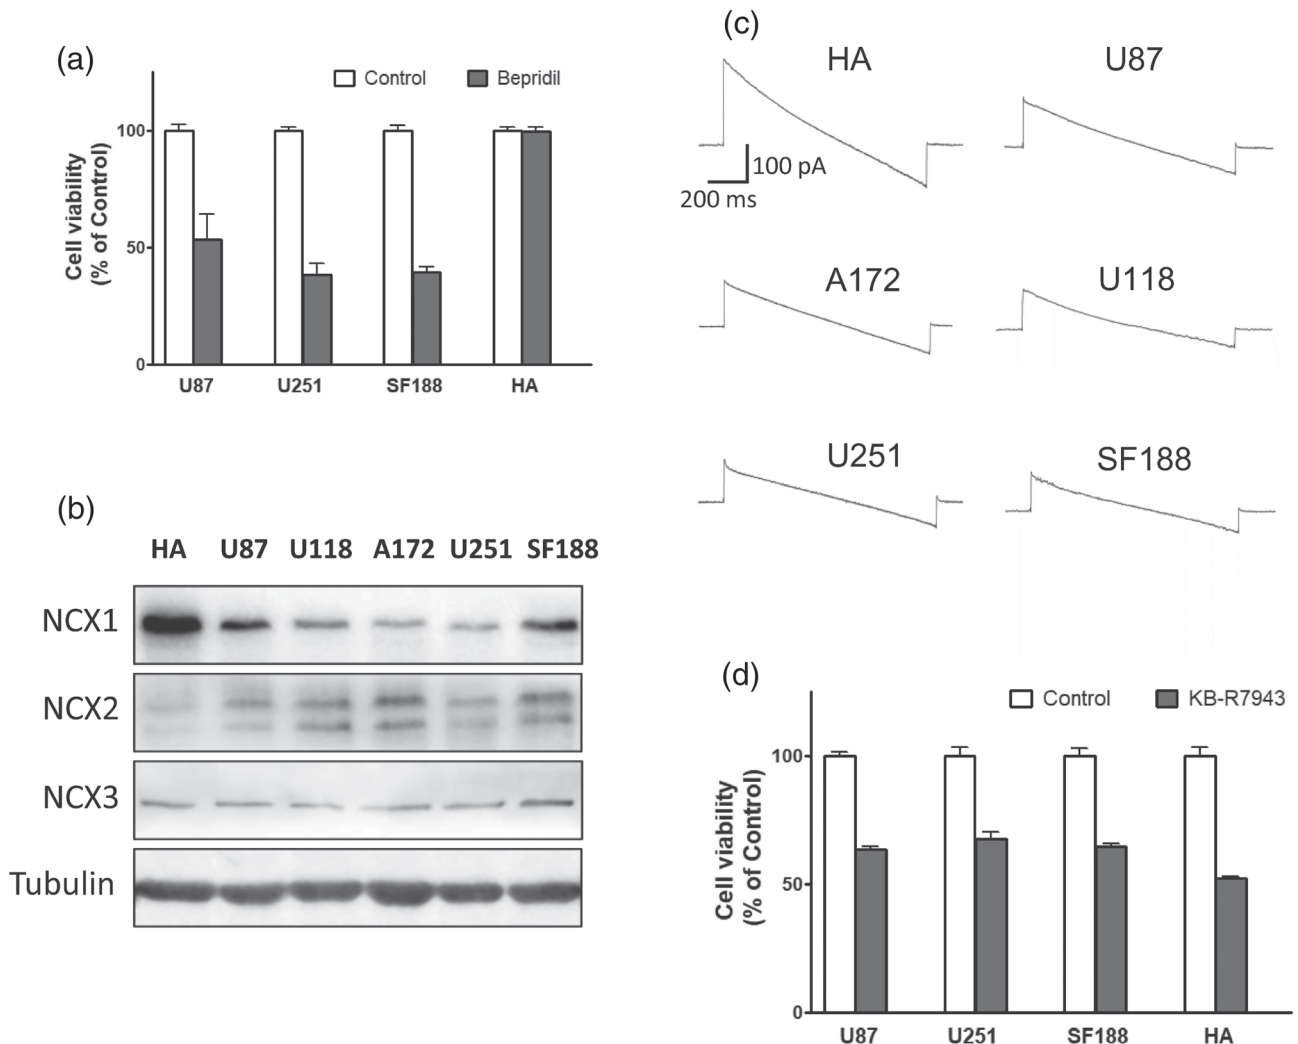 (a)
Control
Bepridil
Cell viability
(% of Control)
100
50
0
U87 U251 SF188 HA
(b)
HA U87 U118 A172 U251 SF188
NCX1
NCX2
NCX3
Tubulin
(c)
HA U87
100 pA
200 ms
A172 U118
U251 SF188
(d)
Control
KB-R7943
Cell viability
(% of Control)
100
50
0
U87 U251 SF188 HA